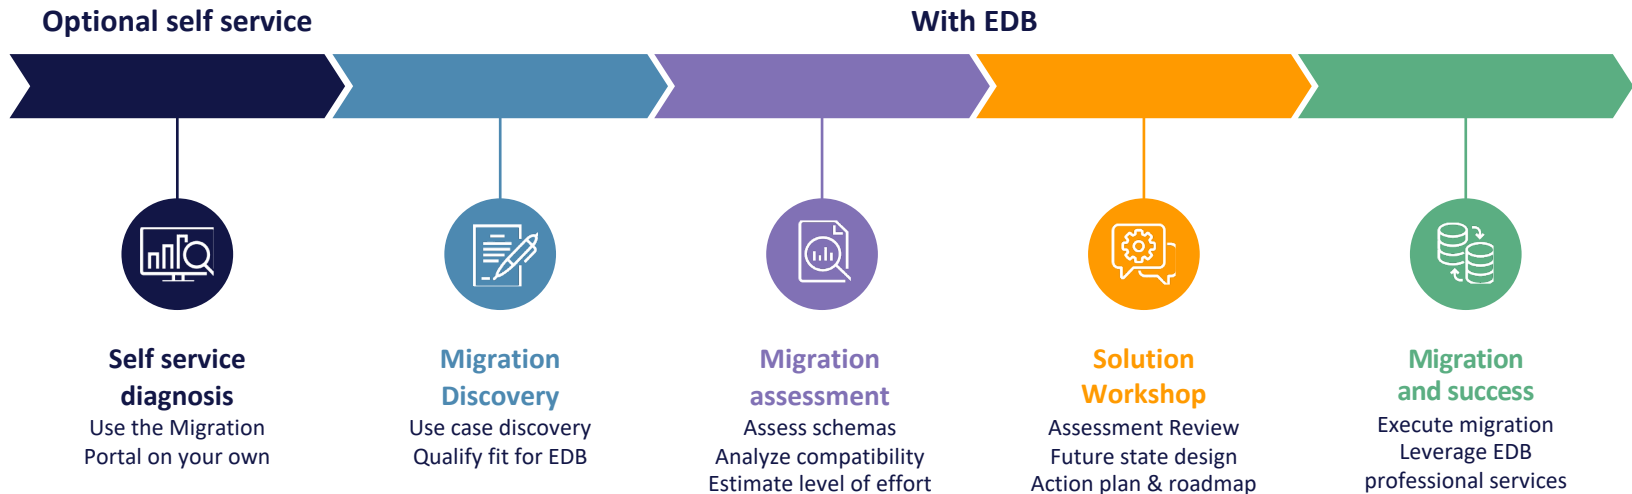 Optional self service
With EDB
Self service
diagnosis
Use the Migration
Portal on your own
Migration
Discovery
Use case discovery
Qualify fit for EDB
Migration
assessment
Assess schemas
Analyze compatibility
Estimate level of effort
Solution
Workshop
Assessment Review
Future state design
Action plan & roadmap
Migration
and success
Execute migration
Leverage EDB
professional services